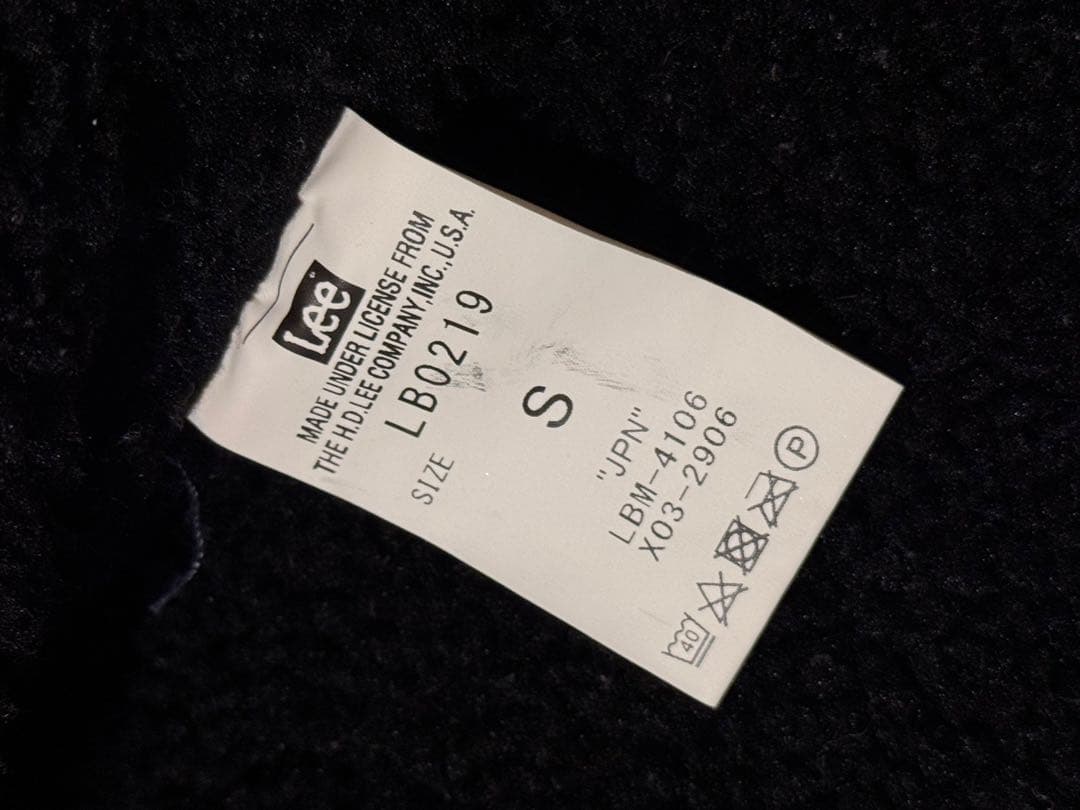 Lee
MADE UNDER LICENSE FROM
THE H.D.LEE COMPANY,INC.,U.S.A.
LB0219
SIZE
S
"JPN"
LBM-4106
X03-2906
40
P